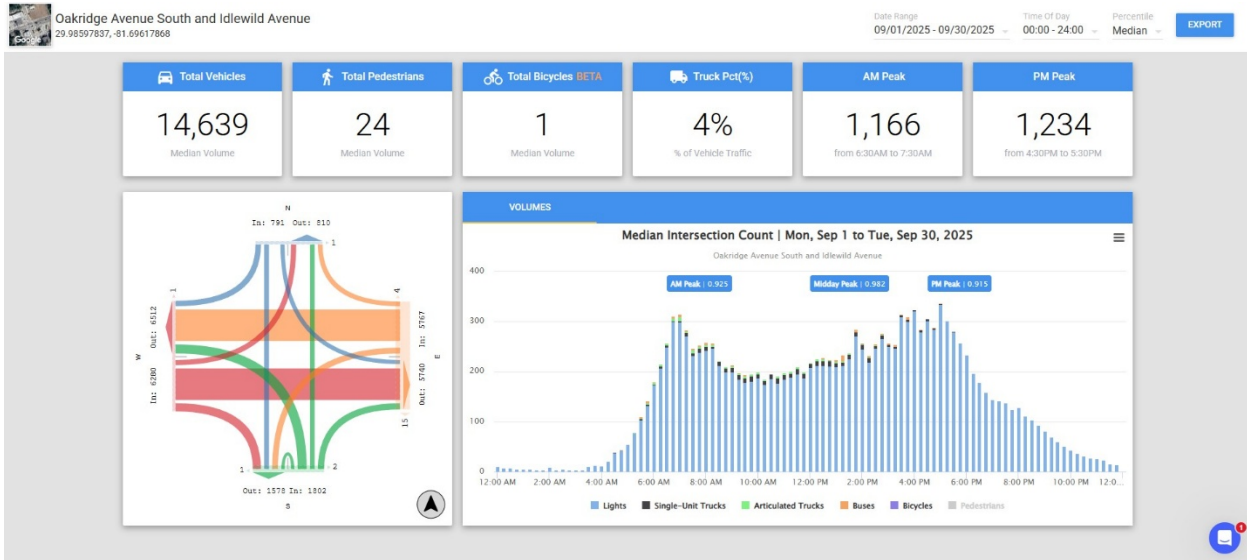 Oakridge Avenue South and Idlewild Avenue
29.98597837,-81.69617868
Google
Date Range
09/01/2025 - 09/30/2025
Time Of Day
00:00 - 24:00
Percentile
Median
EXPORT
Total Vehicles
14,639
Median Volume
Total Pedestrians
24
Median Volume
Total Bicycles BETA
1
Median Volume
Truck Pct(%)
4%
% of Vehicle Traffic
AM Peak
1,166
from 6:30AM to 7:30AM
PM Peak
1,234
from 4:30PM to 5:30PM
N
In: 791 Out: 810
1
1
4
W
Out: 6512
In: 6280
In: 5767
E
Out: 5740
15
1
2
Out: 1578 In: 1802
S
VOLUMES
Median Intersection Count | Mon, Sep 1 to Tue, Sep 30, 2025
Oakridge Avenue South and Idlewild Avenue
AM Peak | 0.925
Midday Peak | 0.982
PM Peak | 0.915
400
300
200
100
0
12:00 AM 2:00 AM 4:00 AM 6:00 AM 8:00 AM 10:00 AM 12:00 PM 2:00 PM 4:00 PM 6:00 PM 8:00 PM 10:00 PM 12:0...
Lights Single-Unit Trucks Articulated Trucks Buses Bicycles Pedestrians
1